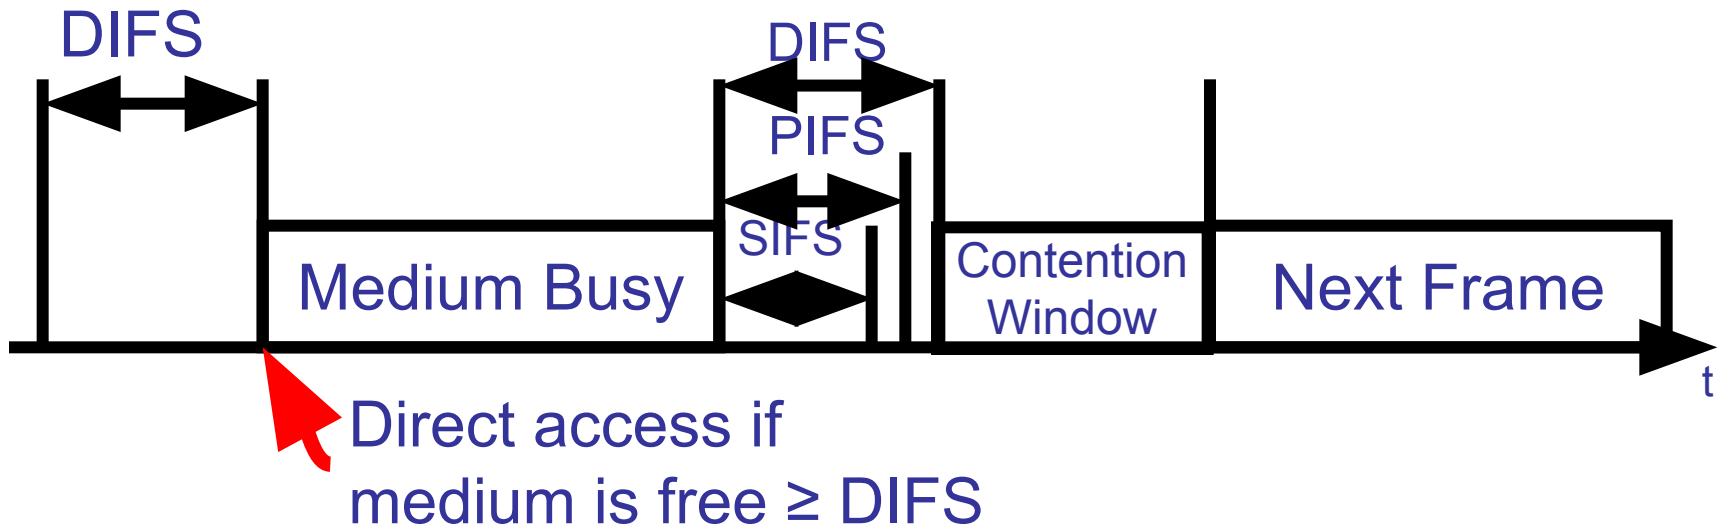 DIFS
DIFS
PIFS
SIFS
Medium Busy
Contention
Window
Next Frame
t
Direct access if
medium is free ≥ DIFS